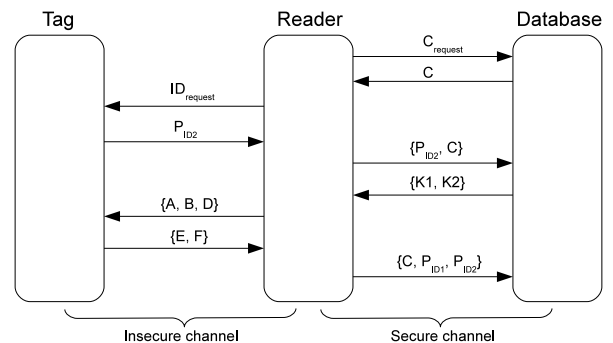 Tag Reader Database
C_request
C
ID_request
P_ID2
{P_ID2, C}
{K1, K2}
{A, B, D}
{E, F}
{C, P_ID1, P_ID2}
Insecure channel Secure channel